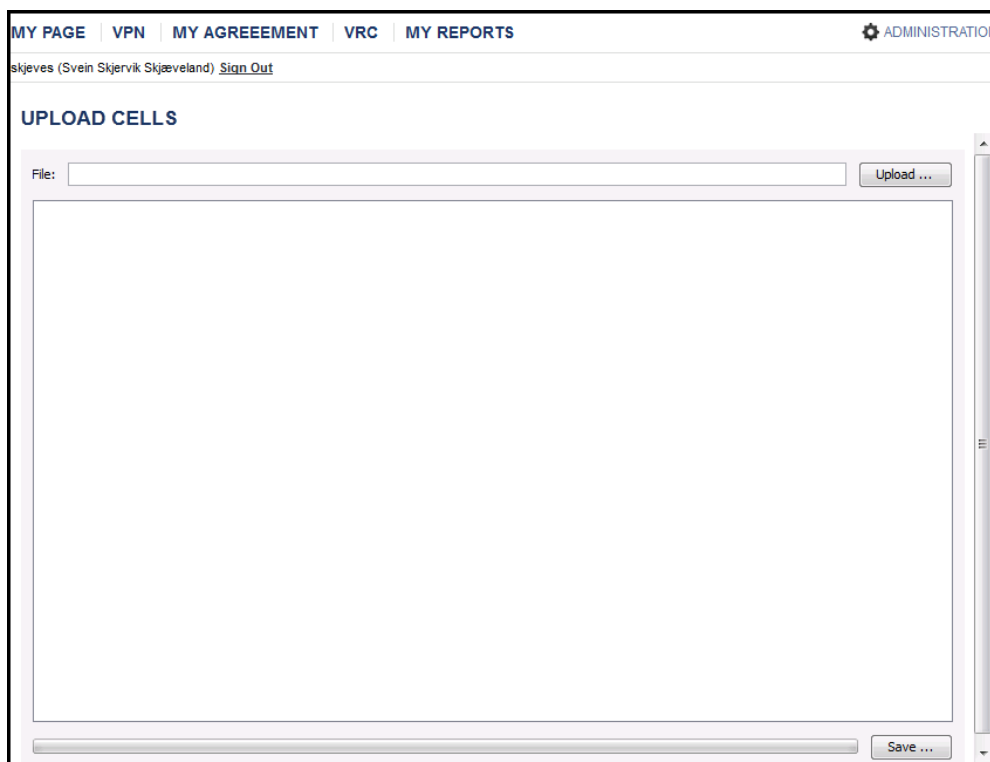 MY PAGE VPN MY AGREEEMENT VRC MY REPORTS ADMINISTRATION
skjeves (Svein Skjervik Skjæveland) Sign Out
UPLOAD CELLS
File: Upload ...
Save ...